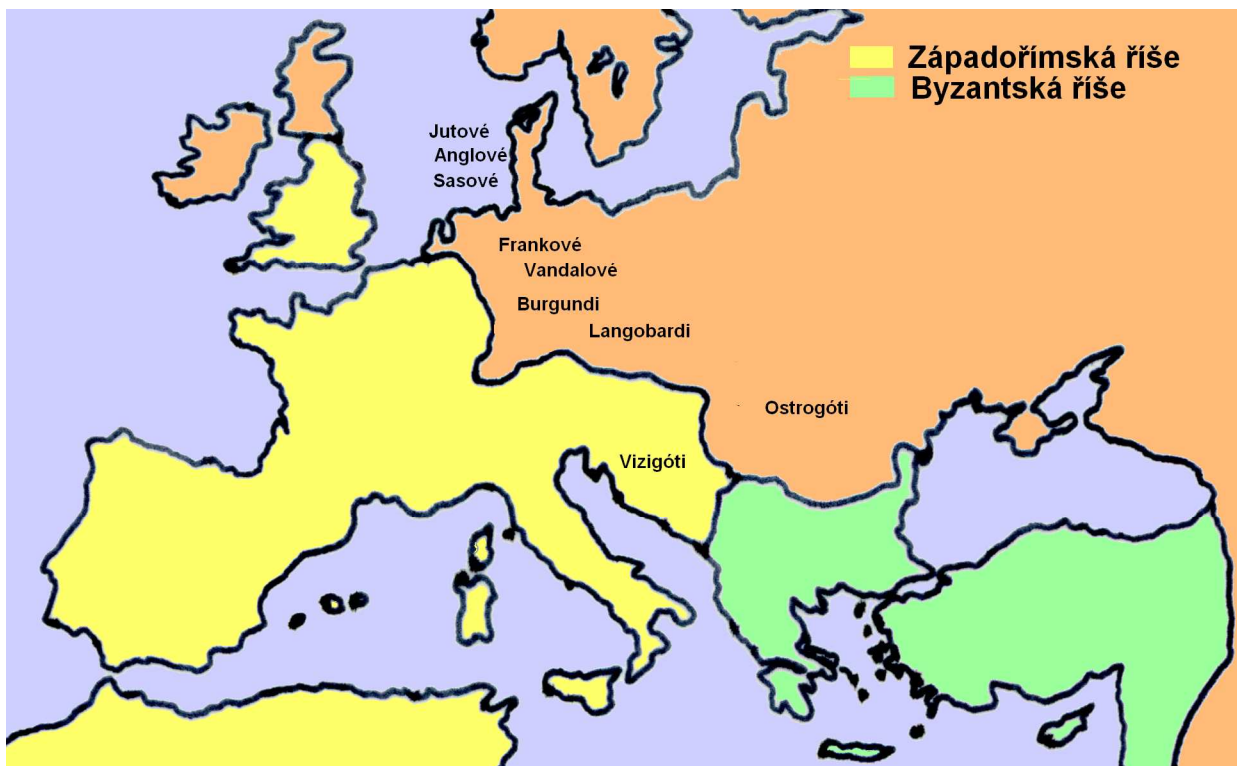 Západořímská říše
Byzantská říše
Jutové
Anglové
Sasové
Frankové
Vandalové
Burgundi
Langobardi
Ostrogóti
Vizigóti